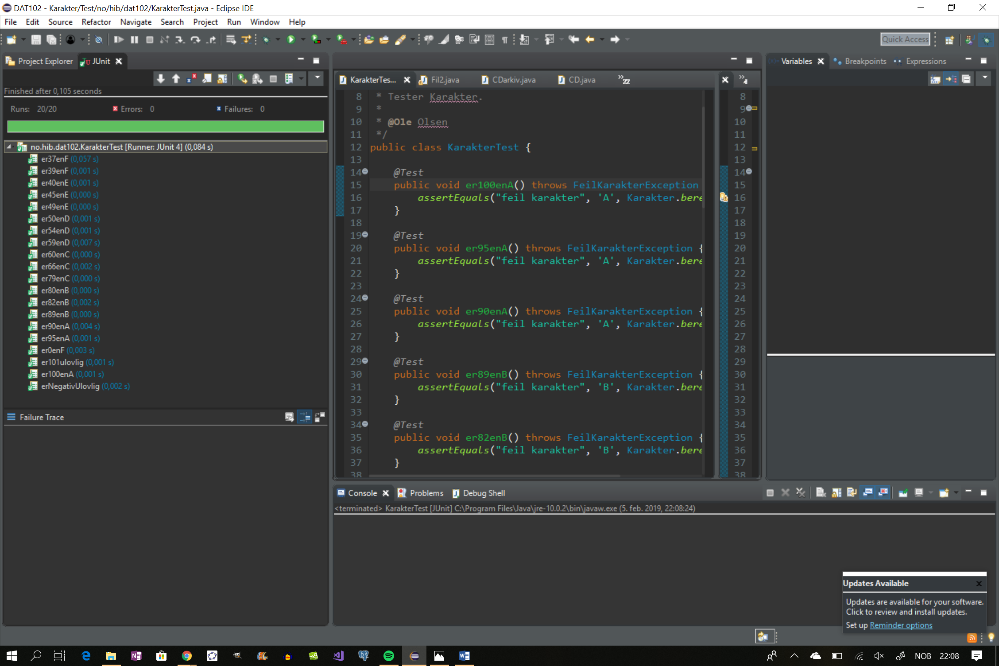 DAT102 - Karakter/Test/no/hib/dat102/KarakterTest.java - Eclipse IDE
File Edit Source Refactor Navigate Search Project Run Window Help
Quick Access
Project Explorer JUnit
Finished after 0,105 seconds
Runs: 20/20 Errors: 0 Failures: 0
no.hib.dat102.KarakterTest [Runner: JUnit 4] (0,084 s)
er37enF (0,057 s)
er39enF (0,001 s)
er40enE (0,001 s)
er45enE (0,000 s)
er49enE (0,000 s)
er50enD (0,001 s)
er54enD (0,001 s)
er59enD (0,007 s)
er60enC (0,000 s)
er66enC (0,002 s)
er79enC (0,000 s)
er80enB (0,000 s)
er82enB (0,002 s)
er89enB (0,000 s)
er90enA (0,004 s)
er95enA (0,001 s)
er0enF (0,003 s)
er101ulovlig (0,001 s)
er100enA (0,001 s)
erNegativUlovlig (0,002 s)
Failure Trace
KarakterTes... Fil2.java CDarkiv.java CD.java »22
8 * Tester Karakter.
9 *
10 * @Ole Olsen
11 */
12 public class KarakterTest {
13
14 @Test
15 public void er100enA() throws FeilKarakterException
16 assertEquals("feil karakter", 'A', Karakter.bere
17 }
18
19 @Test
20 public void er95enA() throws FeilKarakterException {
21 assertEquals("feil karakter", 'A', Karakter.bere
22 }
23
24 @Test
25 public void er90enA() throws FeilKarakterException {
26 assertEquals("feil karakter", 'A', Karakter.bere
27 }
28
29 @Test
30 public void er89enB() throws FeilKarakterException {
31 assertEquals("feil karakter", 'B', Karakter.bere
32 }
33
34 @Test
35 public void er82enB() throws FeilKarakterException {
36 assertEquals("feil karakter", 'B', Karakter.bere
37 }
38
»4
8
9
10
11
12
13
14
15
16
17
18
19
20
21
22
23
24
25
26
27
28
29
30
31
32
33
34
35
36
37
38
Variables Breakpoints Expressions
Console Problems Debug Shell
<terminated> KarakterTest [JUnit] C:\Program Files\Java\jre-10.0.2\bin\javaw.exe (5. feb. 2019, 22:08:24)
Updates Available
Updates are available for your software.
Click to review and install updates.
Set up Reminder options
NOB 22:08